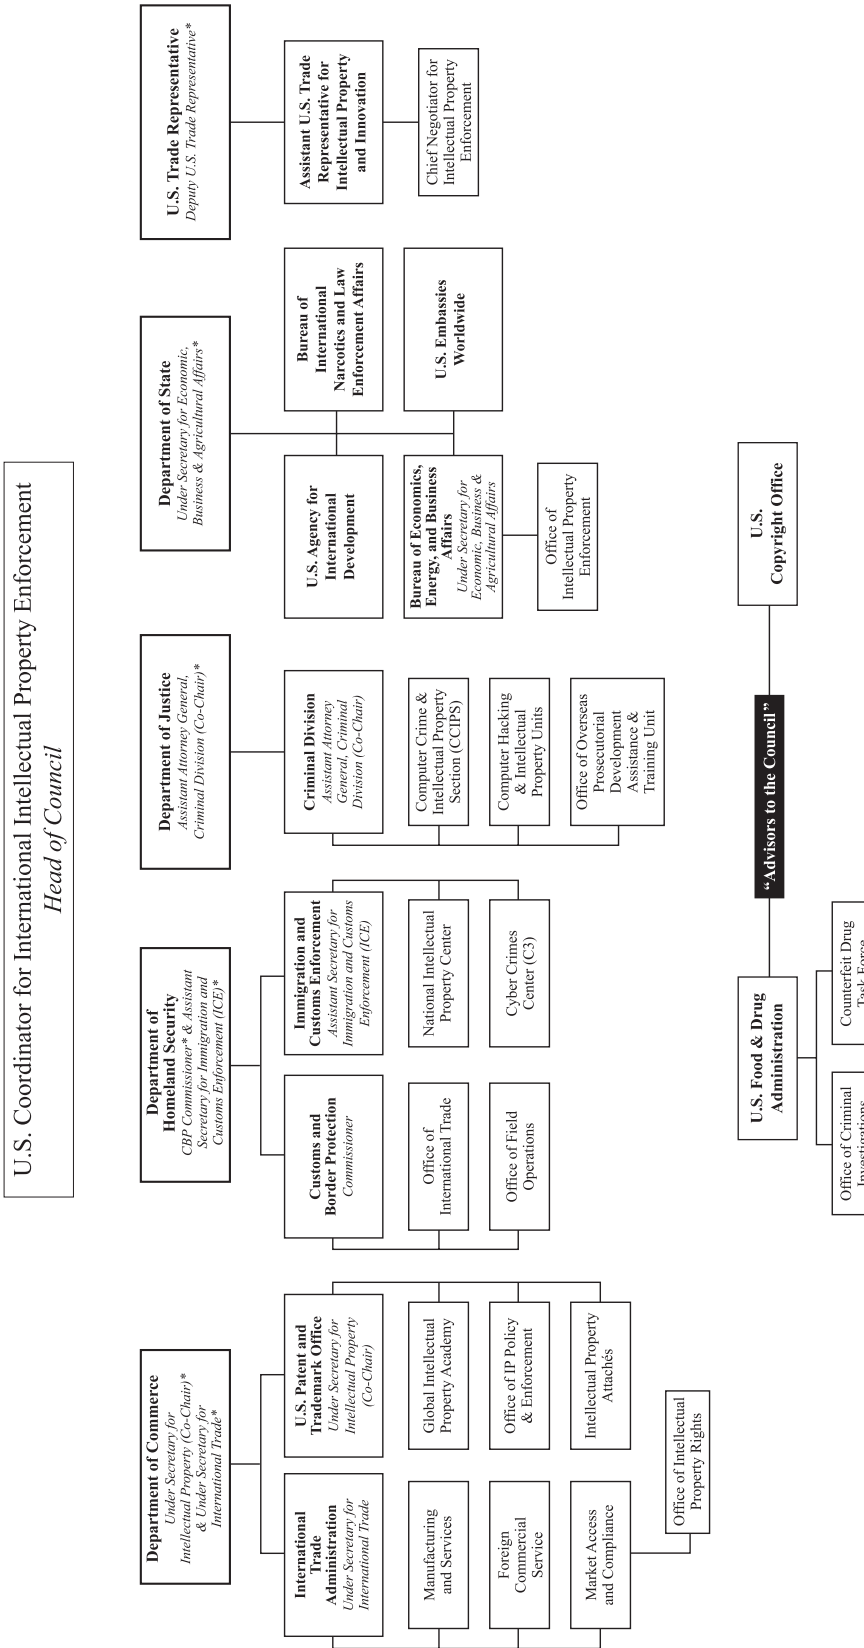 U.S. Coordinator for International Intellectual Property Enforcement
Head of Council
Department of Commerce
Under Secretary for
Intellectual Property (Co-Chair)*
& Under Secretary for
International Trade*
International
Trade
Administration
Under Secretary for
International Trade
Manufacturing
and Services
Foreign
Commercial
Service
Market Access
and Compliance
Office of Intellectual
Property Rights
U.S. Patent and
Trademark Office
Under Secretary for
Intellectual Property
(Co-Chair)
Global Intellectual
Property Academy
Office of IP Policy
& Enforcement
Intellectual Property
Attachés
Department of
Homeland Security
CBP Commissioner* & Assistant
Secretary for Immigration and
Customs Enforcement (ICE)*
Customs and
Border Protection
Commissioner
Office of
International Trade
Office of Field
Operations
Immigration and
Customs Enforcement
Assistant Secretary for
Immigration and Customs
Enforcement (ICE)
National Intellectual
Property Center
Cyber Crimes
Center (C3)
Department of Justice
Assistant Attorney General,
Criminal Division (Co-Chair)*
Criminal Division
Assistant Attorney
General, Criminal
Division (Co-Chair)
Computer Crime &
Intellectual Property
Section (CCIPS)
Computer Hacking
& Intellectual
Property Units
Office of Overseas
Prosecutorial
Development
Assistance &
Training Unit
Department of State
Under Secretary for Economic,
Business & Agricultural Affairs*
U.S. Agency for
International
Development
Bureau of
International
Narcotics and Law
Enforcement Affairs
Bureau of Economics,
Energy, and Business
Affairs
Under Secretary for
Economic, Business &
Agricultural Affairs
U.S. Embassies
Worldwide
Office of
Intellectual Property
Enforcement
U.S. Trade Representative
Deputy U.S. Trade Representative*
Assistant U.S. Trade
Representative for
Intellectual Property
and Innovation
Chief Negotiator for
Intellectual Property
Enforcement
U.S. Food & Drug
Administration
"Advisors to the Council"
U.S.
Copyright Office
Office of Criminal
Investigations
Counterfeit Drug
Task Force